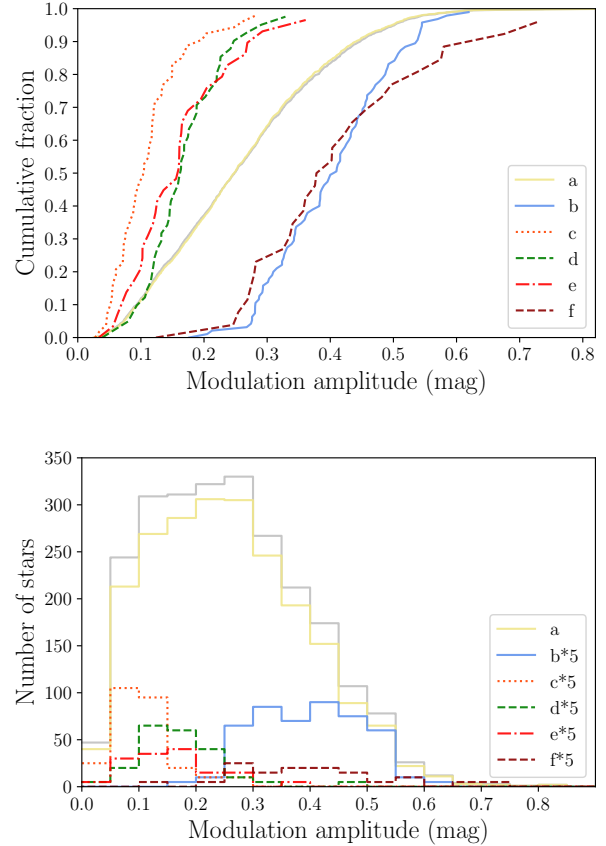 1.0
0.9
0.8
0.7
0.6
0.5
0.4
0.3
0.2
0.1
0.0
Cumulative fraction
a
b
c
d
e
f
0.1 0.2 0.3 0.4 0.5 0.6 0.7 0.8
Modulation amplitude (mag)
350
300
250
200
150
100
50
0
Number of stars
a
b*5
c*5
d*5
e*5
f*5
0.0 0.1 0.2 0.3 0.4 0.5 0.6 0.7 0.8
Modulation amplitude (mag)